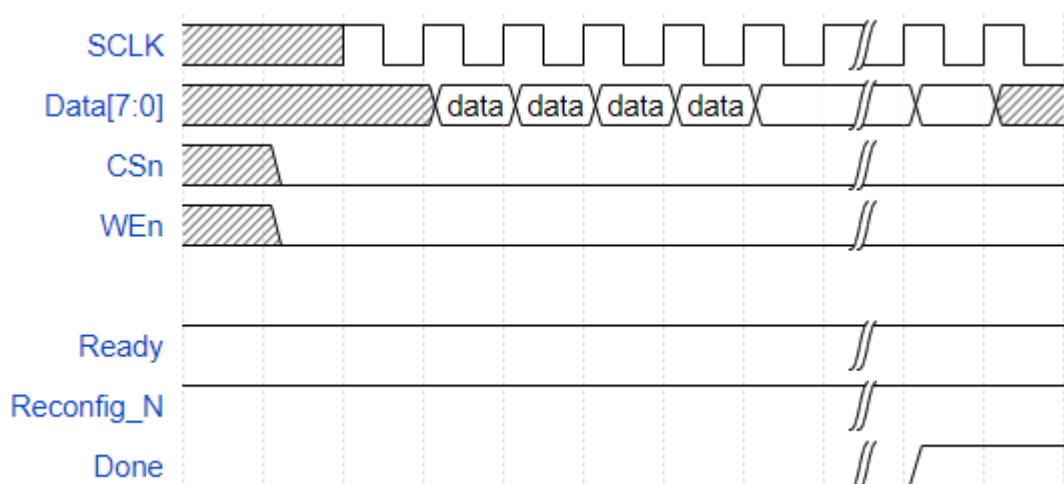 SCLK
Data[7:0] data data data data
CSn
WEn
Ready
Reconfig_N
Done